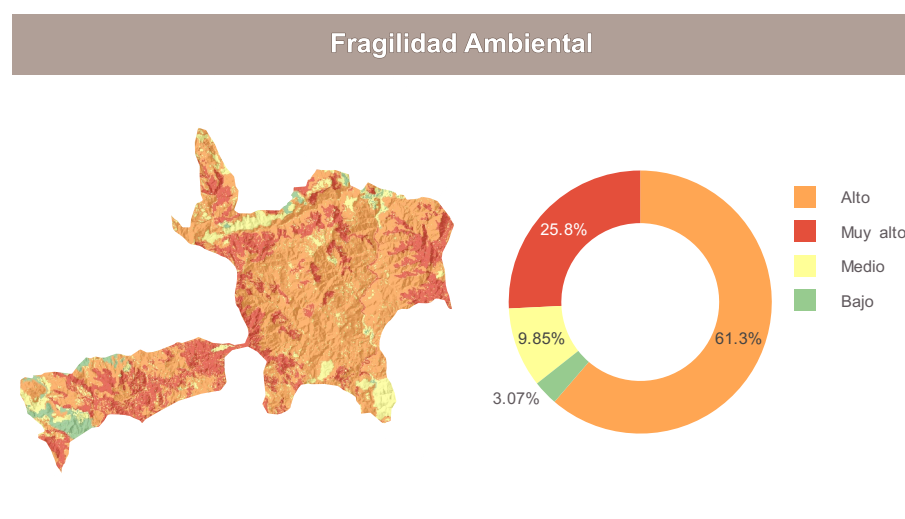 Fragilidad Ambiental
Alto
25.8%
Muy alto
Medio
Bajo
9.85%
61.3%
3.07%